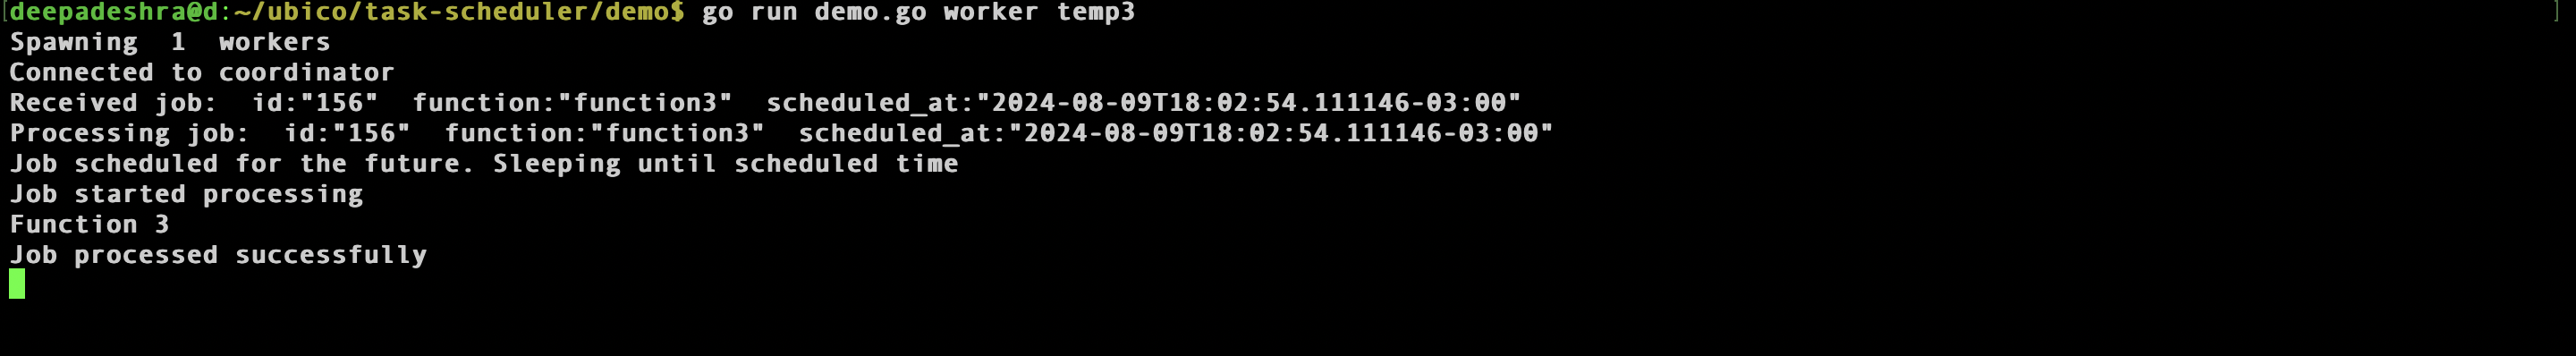 [deepadeshra@d:~/ubico/task-scheduler/demo$ go run demo.go worker temp3 ]
Spawning  1  workers
Connected to coordinator
Received job:  id:"156"  function:"function3"  scheduled_at:"2024-08-09T18:02:54.111146-03:00"
Processing job:  id:"156"  function:"function3"  scheduled_at:"2024-08-09T18:02:54.111146-03:00"
Job scheduled for the future. Sleeping until scheduled time
Job started processing
Function 3
Job processed successfully